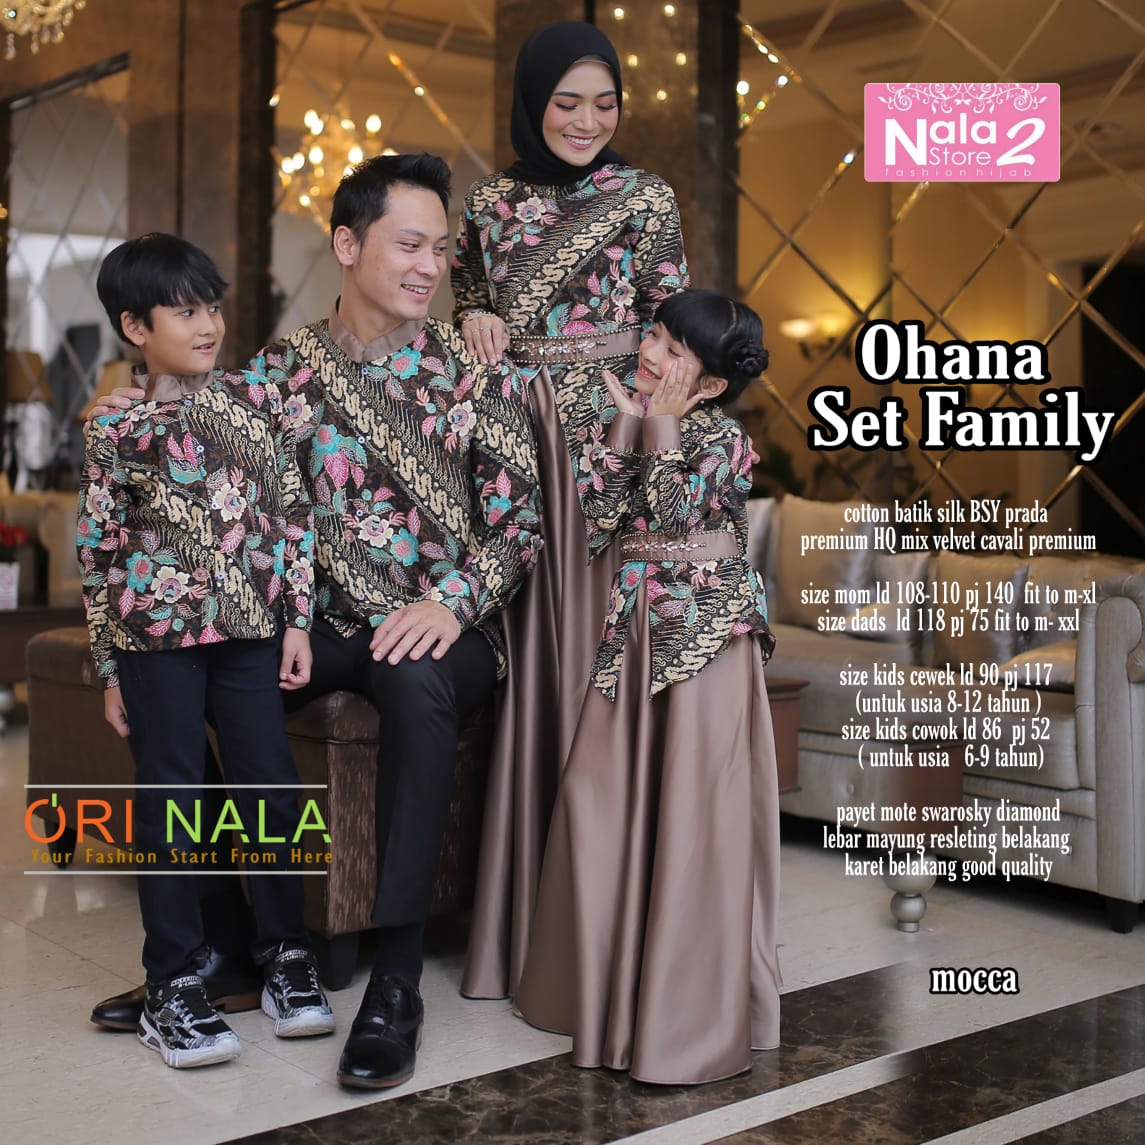 Nala 2
Store
fashion hijab
Ohana
Set Family
cotton batik silk BSY prada
premium HQ mix velvet cavali premium
size mom ld 108-110 pj 140 fit to m-xl
size dads ld 118 pj 75 fit to m- xxl
size kids cewek ld 90 pj 117
(untuk usia 8-12 tahun )
size kids cowok ld 86 pj 52
( untuk usia 6-9 tahun)
payet mote swarosky diamond
lebar mayung resleting belakang
karet belakang good quality
ORI NALA
Your Fashion Start From Here
mocca